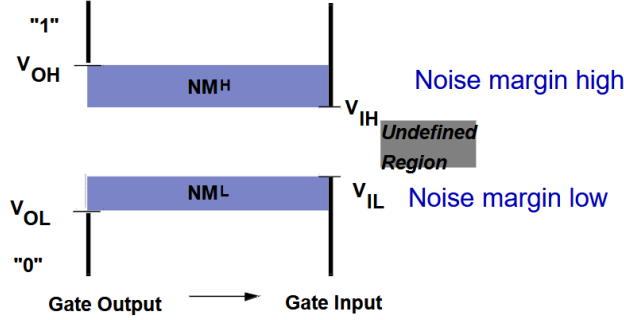 "1"
VOH
NMH
Noise margin high
VIH
Undefined
Region
NML
VIL
Noise margin low
VOL
"0"
Gate Output
Gate Input